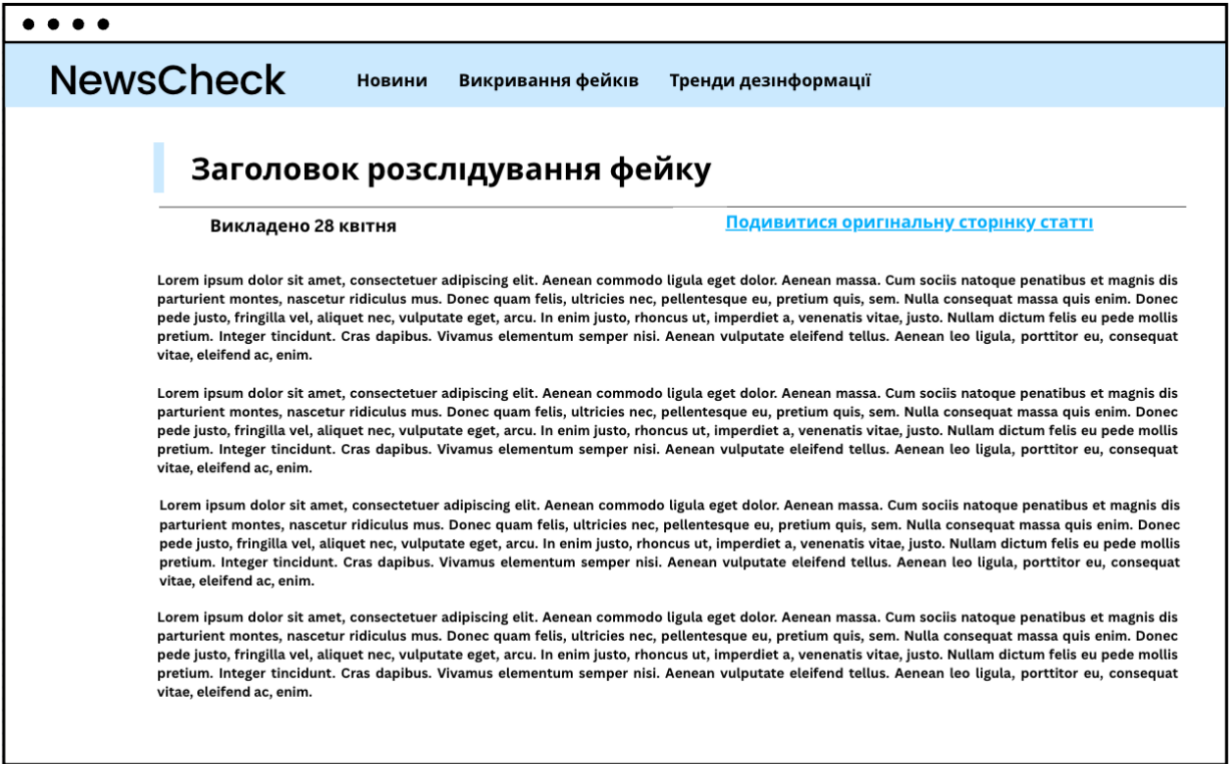 NewsCheck Новини Викривання фейків Тренди дезінформації
Заголовок розслідування фейку
Викладено 28 квітня Подивитися оригінальну сторінку статті
Lorem ipsum dolor sit amet, consectetuer adipiscing elit. Aenean commodo ligula eget dolor. Aenean massa. Cum sociis natoque penatibus et magnis dis
parturient montes, nascetur ridiculus mus. Donec quam felis, ultricies nec, pellentesque eu, pretium quis, sem. Nulla consequat massa quis enim. Donec
pede justo, fringilla vel, aliquet nec, vulputate eget, arcu. In enim justo, rhoncus ut, imperdiet a, venenatis vitae, justo. Nullam dictum felis eu pede mollis
pretium. Integer tincidunt. Cras dapibus. Vivamus elementum semper nisi. Aenean vulputate eleifend tellus. Aenean leo ligula, porttitor eu, consequat
vitae, eleifend ac, enim.
Lorem ipsum dolor sit amet, consectetuer adipiscing elit. Aenean commodo ligula eget dolor. Aenean massa. Cum sociis natoque penatibus et magnis dis
parturient montes, nascetur ridiculus mus. Donec quam felis, ultricies nec, pellentesque eu, pretium quis, sem. Nulla consequat massa quis enim. Donec
pede justo, fringilla vel, aliquet nec, vulputate eget, arcu. In enim justo, rhoncus ut, imperdiet a, venenatis vitae, justo. Nullam dictum felis eu pede mollis
pretium. Integer tincidunt. Cras dapibus. Vivamus elementum semper nisi. Aenean vulputate eleifend tellus. Aenean leo ligula, porttitor eu, consequat
vitae, eleifend ac, enim.
Lorem ipsum dolor sit amet, consectetuer adipiscing elit. Aenean commodo ligula eget dolor. Aenean massa. Cum sociis natoque penatibus et magnis dis
parturient montes, nascetur ridiculus mus. Donec quam felis, ultricies nec, pellentesque eu, pretium quis, sem. Nulla consequat massa quis enim. Donec
pede justo, fringilla vel, aliquet nec, vulputate eget, arcu. In enim justo, rhoncus ut, imperdiet a, venenatis vitae, justo. Nullam dictum felis eu pede mollis
pretium. Integer tincidunt. Cras dapibus. Vivamus elementum semper nisi. Aenean vulputate eleifend tellus. Aenean leo ligula, porttitor eu, consequat
vitae, eleifend ac, enim.
Lorem ipsum dolor sit amet, consectetuer adipiscing elit. Aenean commodo ligula eget dolor. Aenean massa. Cum sociis natoque penatibus et magnis dis
parturient montes, nascetur ridiculus mus. Donec quam felis, ultricies nec, pellentesque eu, pretium quis, sem. Nulla consequat massa quis enim. Donec
pede justo, fringilla vel, aliquet nec, vulputate eget, arcu. In enim justo, rhoncus ut, imperdiet a, venenatis vitae, justo. Nullam dictum felis eu pede mollis
pretium. Integer tincidunt. Cras dapibus. Vivamus elementum semper nisi. Aenean vulputate eleifend tellus. Aenean leo ligula, porttitor eu, consequat
vitae, eleifend ac, enim.